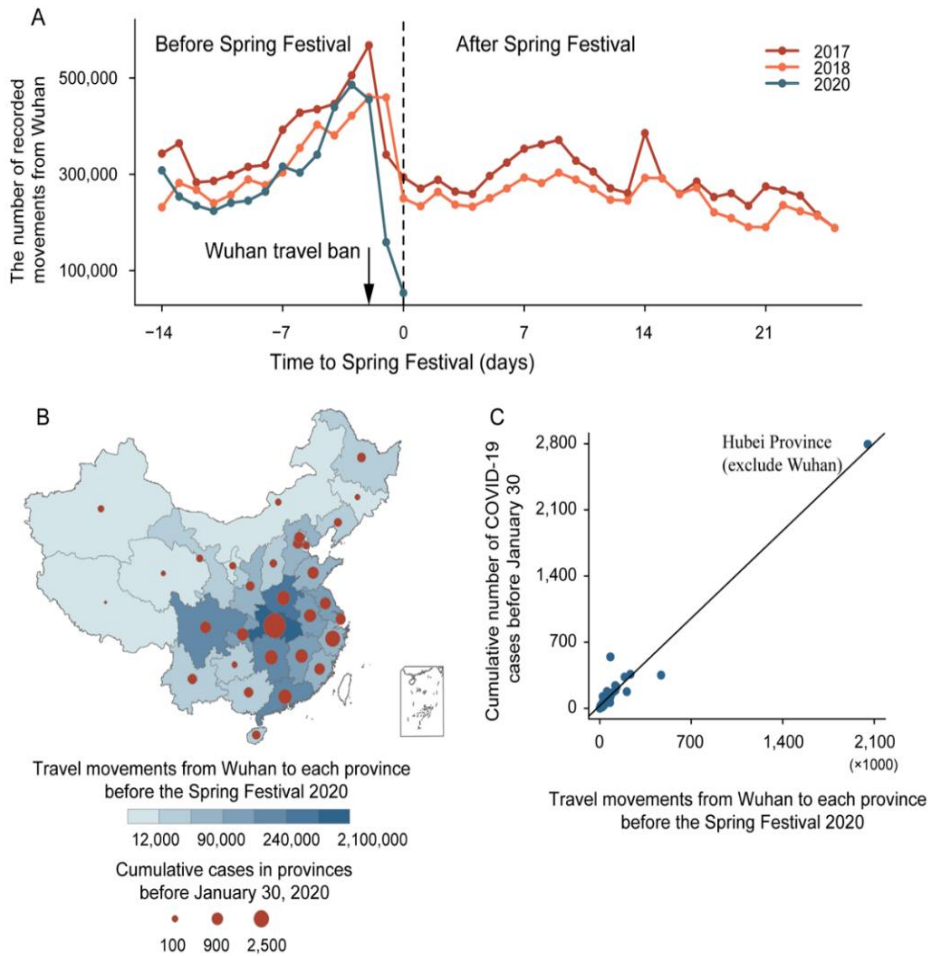 A
Before Spring Festival
After Spring Festival
2017
2018
2020
The number of recorded
movements from Wuhan
500,000
300,000
100,000
Wuhan travel ban
−14
−7
0
7
14
21
Time to Spring Festival (days)
B
Travel movements from Wuhan to each province
before the Spring Festival 2020
12,000 90,000 240,000 2,100,000
Cumulative cases in provinces
before January 30, 2020
100 900 2,500
C
Cumulative number of COVID-19
cases before January 30
2,800
2,100
1,400
700
0
Hubei Province
(exclude Wuhan)
0 700 1,400 2,100
(×1000)
Travel movements from Wuhan to each province
before the Spring Festival 2020